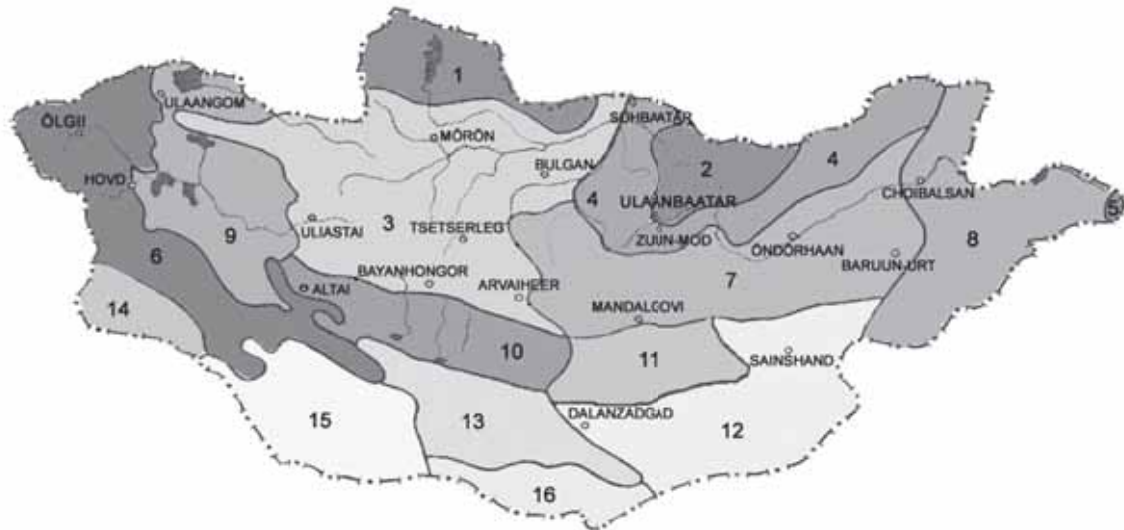 1
SÜHBAATAR
ULAANGOM
ÖLGII
MÖRÖN
2
4
BULGAN
HOVD
CHOIBALSAN
4
ULAANBAATAR
5
3
ULIASTAI
TSETSERLEG
9
ZUUN-MOD
ÖNDÖRHAAN
8
6
BARUUN-URT
BAYANHONGOR
7
ALTAI
ARVAIHEER
14
MANDALGOVI
10
11
SAINSHAND
15
13
DALANZADGAD
12
16